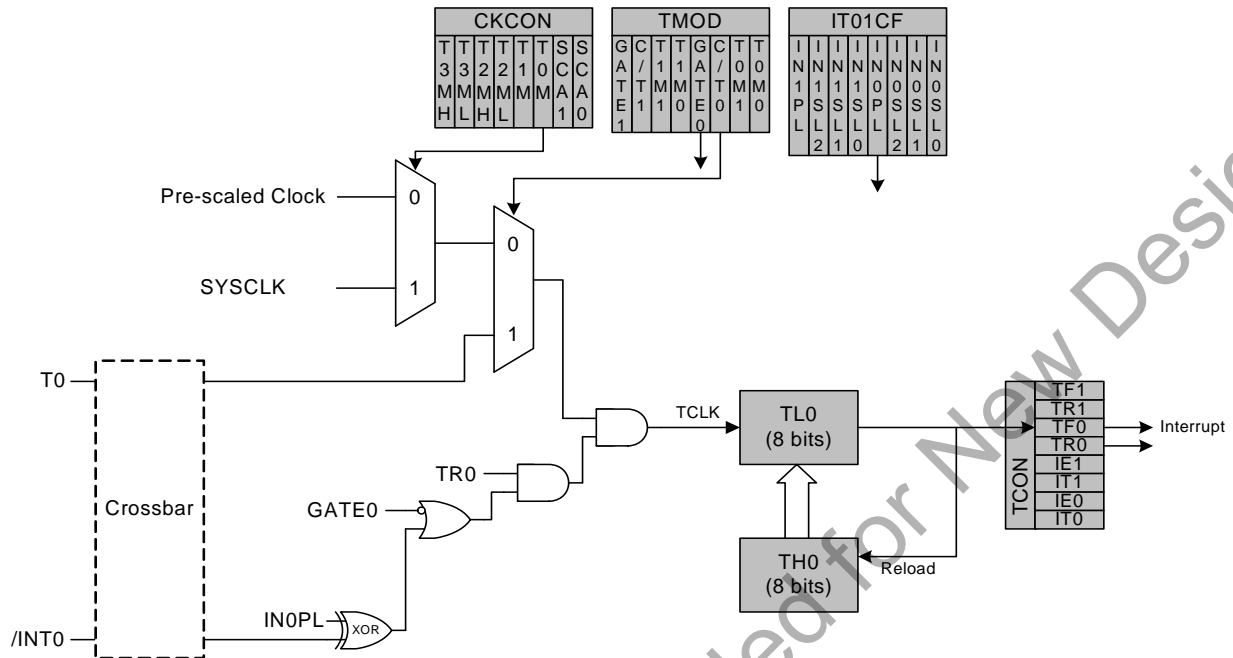 CKCON
T3MH
T3ML
T2MH
T2ML
T1M
T0M
SCA1
SCA0
TMOD
GATE1
C/T1
T1M1
T1M0
GATE0
C/T0
T0M1
T0M0
IT01CF
IN1PL
IN1SL2
IN1SL1
IN1SL0
IN0PL
IN0SL2
IN0SL1
IN0SL0
Pre-scaled Clock
0
SYSCLK
1
0
1
T0
Crossbar
/INT0
GATE0
TR0
IN0PL
XOR
TCLK
TL0
(8 bits)
TH0
(8 bits)
Reload
TCON
TF1
TR1
TF0
TR0
IE1
IT1
IE0
IT0
Interrupt
for New